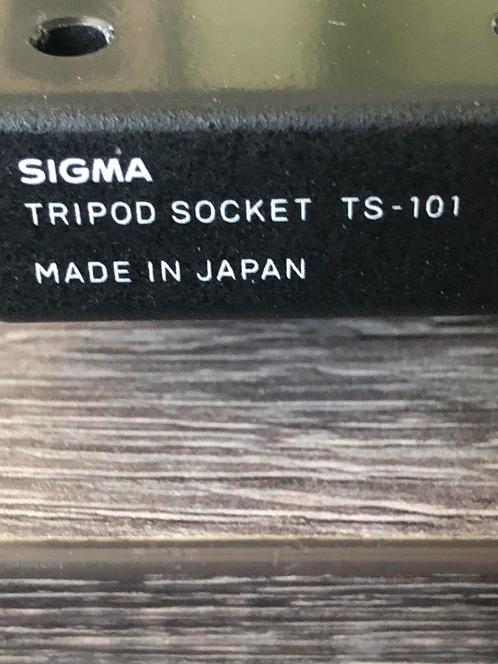 SIGMA
TRIPOD SOCKET TS-101
MADE IN JAPAN